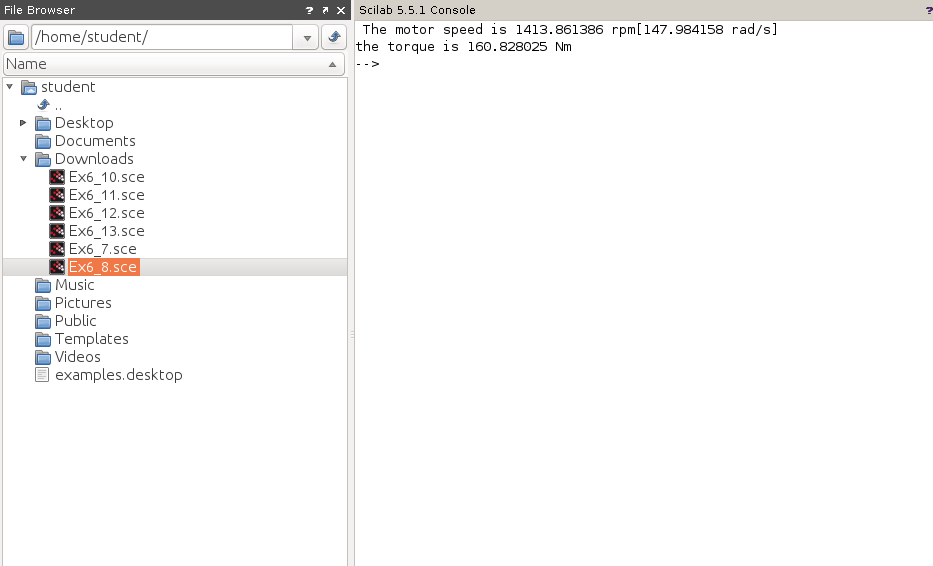 File Browser
/home/student/
Name
student
..
Desktop
Documents
Downloads
Ex6_10.sce
Ex6_11.sce
Ex6_12.sce
Ex6_13.sce
Ex6_7.sce
Ex6_8.sce
Music
Pictures
Public
Templates
Videos
examples.desktop
Scilab 5.5.1 Console
The motor speed is 1413.861386 rpm[147.984158 rad/s]
the torque is 160.828025 Nm
-->